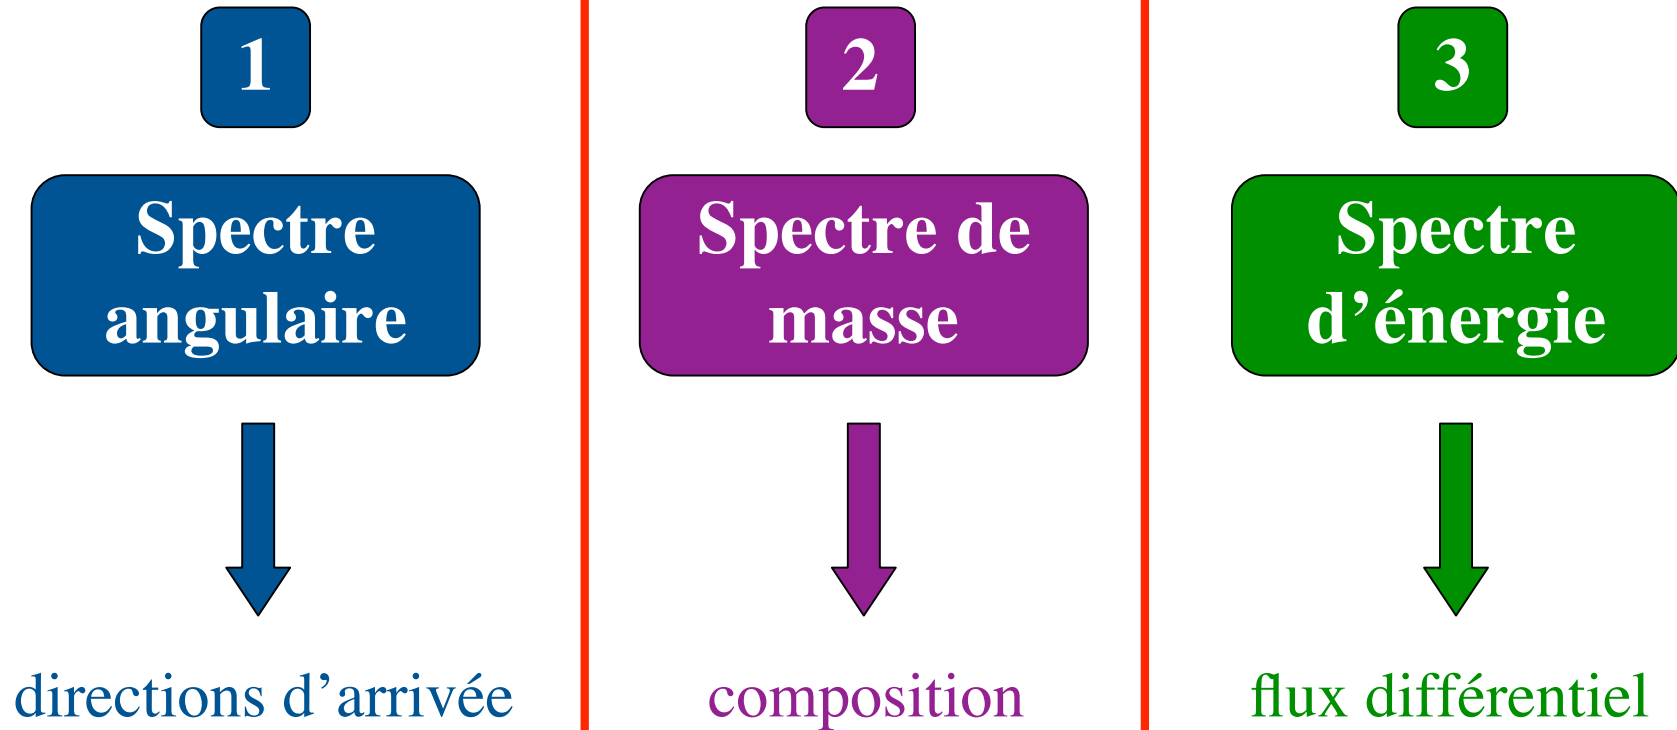 1
Spectre
angulaire
directions d’arrivée
2
Spectre de
masse
composition
3
Spectre
d’énergie
flux différentiel